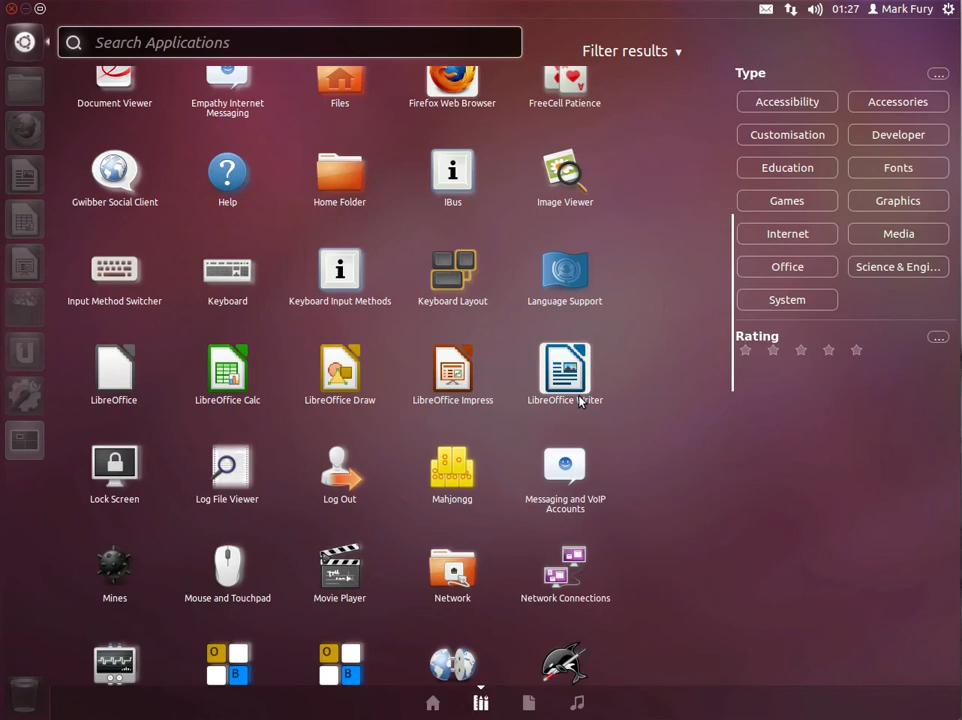 01:27
Mark Fury
Search Applications
Filter results ▾
Document Viewer
Empathy Internet
Messaging
Files
Firefox Web Browser
FreeCell Patience
Gwibber Social Client
Help
Home Folder
IBus
Image Viewer
Input Method Switcher
Keyboard
Keyboard Input Methods
Keyboard Layout
Language Support
LibreOffice
LibreOffice Calc
LibreOffice Draw
LibreOffice Impress
LibreOffice Writer
Lock Screen
Log File Viewer
Log Out
Mahjongg
Messaging and VoIP
Accounts
Mines
Mouse and Touchpad
Movie Player
Network
Network Connections
O
B
O
B
Type
...
Accessibility
Accessories
Customisation
Developer
Education
Fonts
Games
Graphics
Internet
Media
Office
Science & Engi...
System
Rating
...